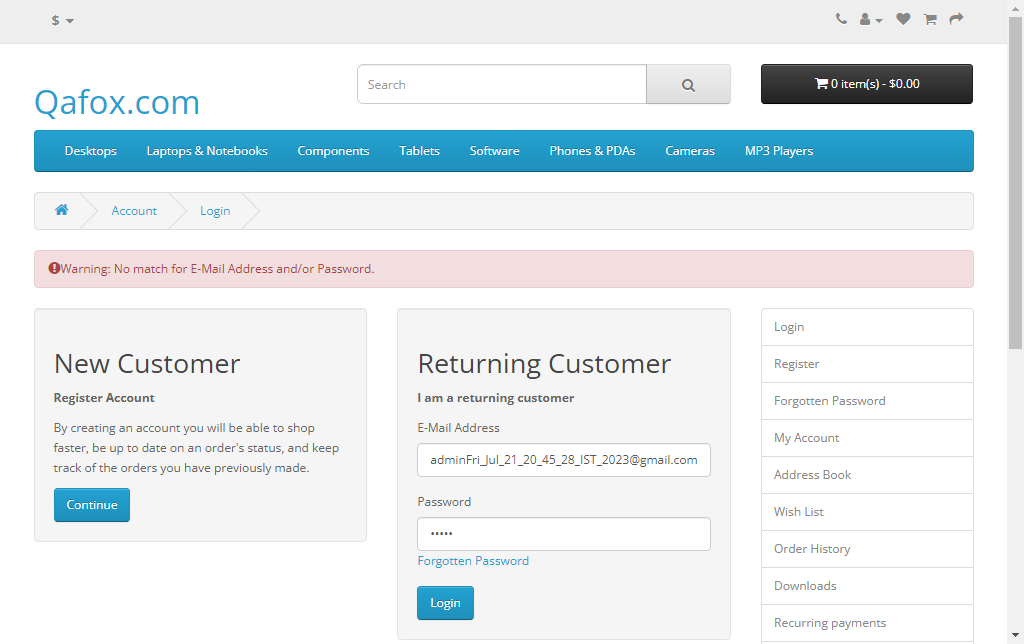 $
Search
0 item(s) - $0.00
Qafox.com
Desktops Laptops & Notebooks Components Tablets Software Phones & PDAs Cameras MP3 Players
Account Login
Warning: No match for E-Mail Address and/or Password.
New Customer
Register Account
By creating an account you will be able to shop
faster, be up to date on an order's status, and keep
track of the orders you have previously made.
Continue
Returning Customer
I am a returning customer
E-Mail Address
adminFri_Jul_21_20_45_28_IST_2023@gmail.com
Password
•••••
Forgotten Password
Login
Login
Register
Forgotten Password
My Account
Address Book
Wish List
Order History
Downloads
Recurring payments